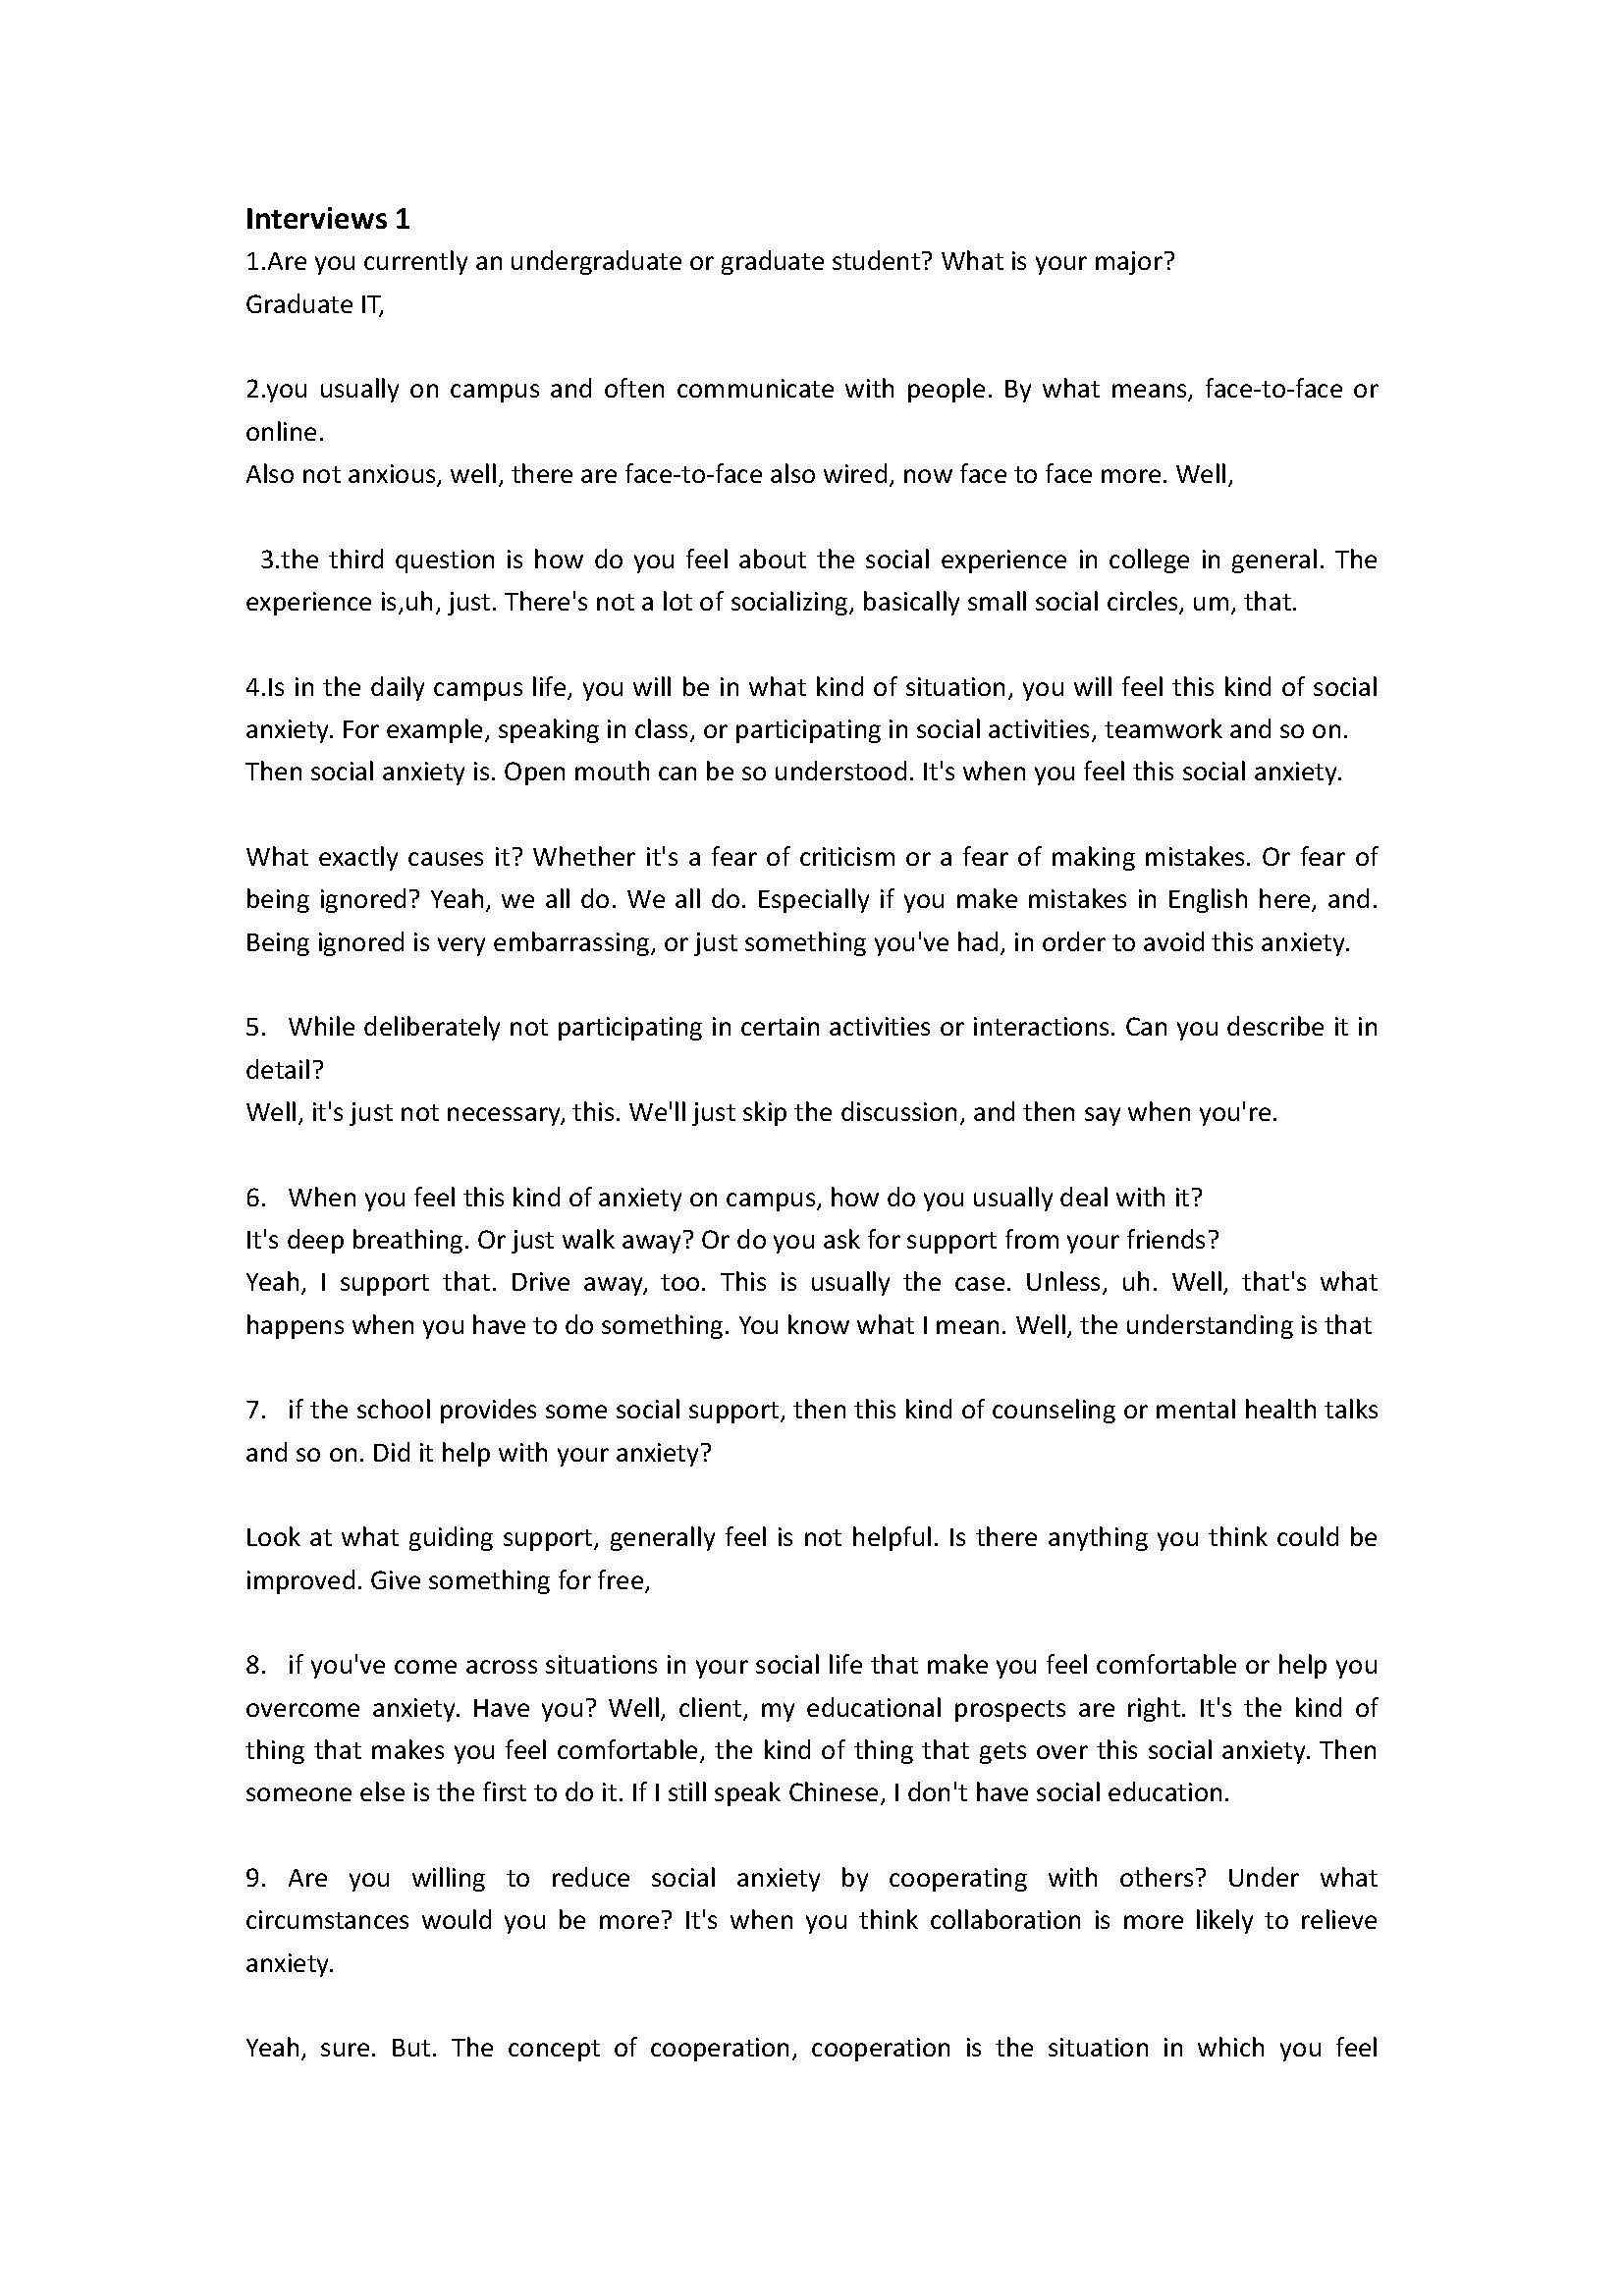 Interviews 1
1.Are you currently an undergraduate or graduate student? What is your major?
Graduate IT,
2.you usually on campus and often communicate with people. By what means, face-to-face or
online.
Also not anxious, well, there are face-to-face also wired, now face to face more. Well,
3.the third question is how do you feel about the social experience in college in general. The
experience is,uh, just. There's not a lot of socializing, basically small social circles, um, that.
4.Is in the daily campus life, you will be in what kind of situation, you will feel this kind of social
anxiety. For example, speaking in class, or participating in social activities, teamwork and so on.
Then social anxiety is. Open mouth can be so understood. It's when you feel this social anxiety.
What exactly causes it? Whether it's a fear of criticism or a fear of making mistakes. Or fear of
being ignored? Yeah, we all do. We all do. Especially if you make mistakes in English here, and.
Being ignored is very embarrassing, or just something you've had, in order to avoid this anxiety.
5. While deliberately not participating in certain activities or interactions. Can you describe it in
detail?
Well, it's just not necessary, this. We'll just skip the discussion, and then say when you're.
6. When you feel this kind of anxiety on campus, how do you usually deal with it?
It's deep breathing. Or just walk away? Or do you ask for support from your friends?
Yeah, I support that. Drive away, too. This is usually the case. Unless, uh. Well, that's what
happens when you have to do something. You know what I mean. Well, the understanding is that
7. if the school provides some social support, then this kind of counseling or mental health talks
and so on. Did it help with your anxiety?
Look at what guiding support, generally feel is not helpful. Is there anything you think could be
improved. Give something for free,
8. if you've come across situations in your social life that make you feel comfortable or help you
overcome anxiety. Have you? Well, client, my educational prospects are right. It's the kind of
thing that makes you feel comfortable, the kind of thing that gets over this social anxiety. Then
someone else is the first to do it. If I still speak Chinese, I don't have social education.
9. Are you willing to reduce social anxiety by cooperating with others? Under what
circumstances would you be more? It's when you think collaboration is more likely to relieve
anxiety.
Yeah, sure. But. The concept of cooperation, cooperation is the situation in which you feel